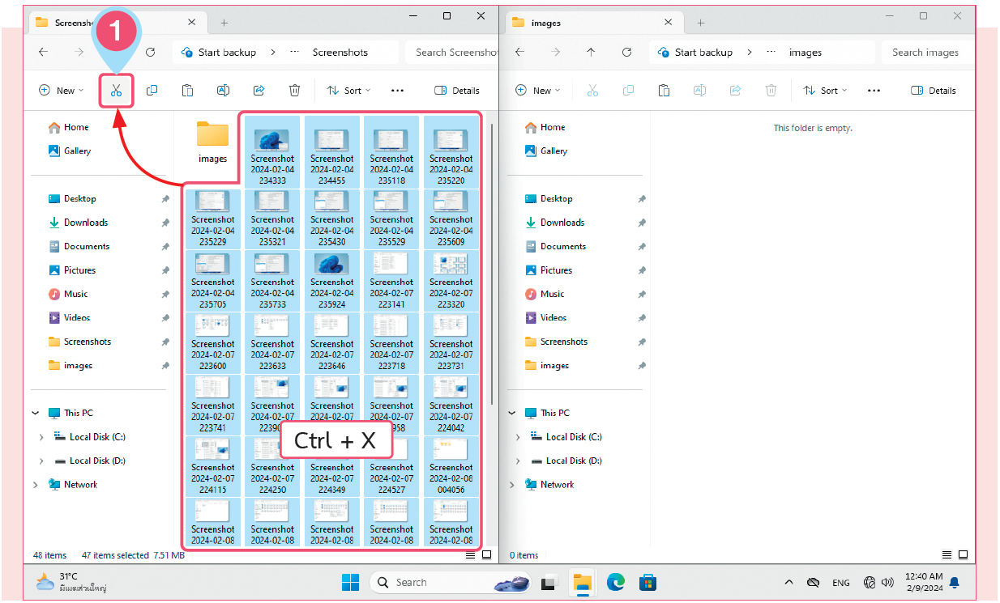 Screensh
1
Start backup
Screenshots
Search Screenshot
New
Sort
Details
Home
Gallery
Desktop
Downloads
Documents
Pictures
Music
Videos
Screenshots
images
This PC
Local Disk (C:)
Local Disk (D:)
Network
images
Screenshot
2024-02-04
234333
Screenshot
2024-02-04
234455
Screenshot
2024-02-04
235118
Screenshot
2024-02-04
235220
Screenshot
2024-02-04
235229
Screenshot
2024-02-04
235321
Screenshot
2024-02-04
235430
Screenshot
2024-02-04
235529
Screenshot
2024-02-04
235609
Screenshot
2024-02-04
235705
Screenshot
2024-02-04
235733
Screenshot
2024-02-04
235924
Screenshot
2024-02-07
223141
Screenshot
2024-02-07
223320
Screenshot
2024-02-07
223600
Screenshot
2024-02-07
223633
Screenshot
2024-02-07
223646
Screenshot
2024-02-07
223718
Screenshot
2024-02-07
223731
Screenshot
2024-02-07
223741
Screenshot
2024-02-07
22390
Screenshot
2024-02-07
Screenshot
2024-02-07
958
Screenshot
2024-02-07
224042
Ctrl + X
Screenshot
2024-02-07
224115
Screenshot
2024-02-07
224250
Screenshot
2024-02-07
224349
Screenshot
2024-02-07
224527
Screenshot
2024-02-08
004056
Screenshot
2024-02-08
Screenshot
2024-02-08
Screenshot
2024-02-08
Screenshot
2024-02-08
Screenshot
2024-02-08
48 items
47 items selected 7.51 MB
images
Start backup
images
Search images
New
Sort
Details
Home
Gallery
Desktop
Downloads
Documents
Pictures
Music
Videos
Screenshots
images
This PC
Local Disk (C:)
Local Disk (D:)
Network
This folder is empty.
0 items
31°C
มีเมฆส่วนใหญ่
Search
ENG
12:40 AM
2/9/2024